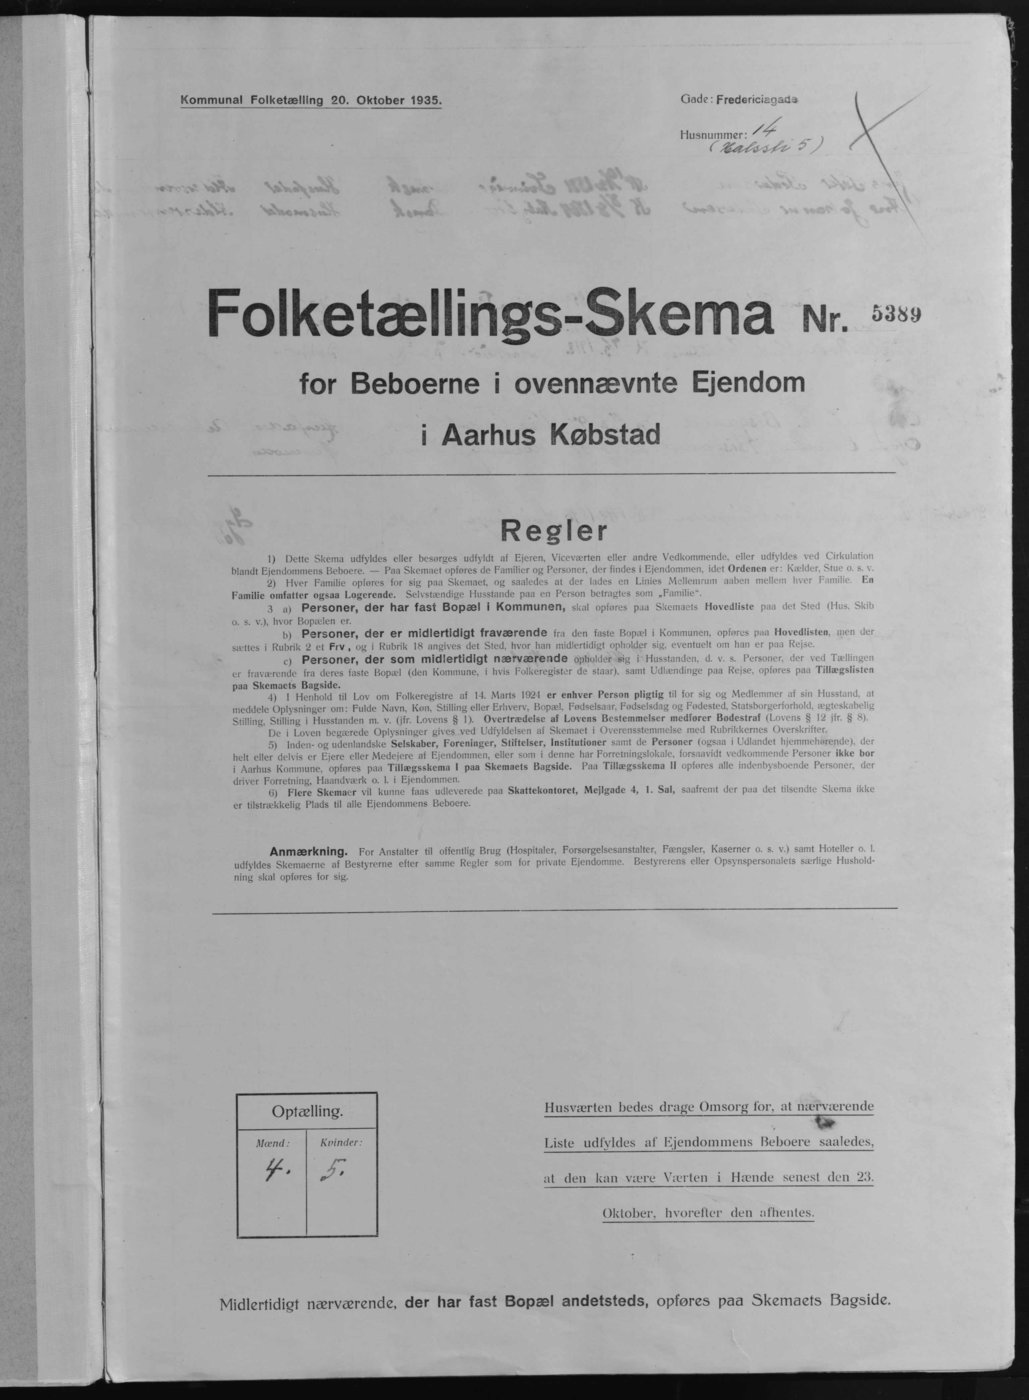 Kommunal Folketælling 20. Oktober 1935.
Gade: Fredericiagade
Husnummer: 14
(Halssti 5)
Folketællings-Skema Nr. 5389
for Beboerne i ovennævnte Ejendom
i Aarhus Købstad
Regler
1) Dette Skema udfyldes eller besørges udfyldt af Ejeren, Viceværten eller andre Vedkommende, eller udfyldes ved Cirkulation
blandt Ejendommens Beboere. — Paa Skemaet opføres de Familier og Personer, der findes i Ejendommen, idet Ordenen er: Kælder, Stue o. s. v.
2) Hver Familie opføres for sig paa Skemaet, og saaledes at der lades en Linies Mellemrum aaben mellem hver Familie. En
Familie omfatter ogsaa Logerende. Selvstændige Husstande paa en Person betragtes som „Familie“.
3 a) Personer, der har fast Bopæl i Kommunen, skal opføres paa Skemaets Hovedliste paa det Sted (Hus, Skib
o. s. v.), hvor Bopælen er.
b) Personer, der er midlertidigt fraværende fra den faste Bopæl i Kommunen, opføres paa Hovedlisten, men der
sættes i Rubrik 2 et Frv, og i Rubrik 18 angives det Sted, hvor han midlertidigt opholder sig, eventuelt om han er paa Rejse.
c) Personer, der som midlertidigt nærværende opholder sig i Husstanden, d. v. s. Personer, der ved Tællingen
er fraværende fra deres faste Bopæl (den Kommune, i hvis Folkeregister de staar), samt Udlændinge paa Rejse, opføres paa Tillægslisten
paa Skemaets Bagside.
4) I Henhold til Lov om Folkeregistre af 14. Marts 1924 er enhver Person pligtig til for sig og Medlemmer af sin Husstand, at
meddele Oplysninger om: Fulde Navn, Køn, Stilling eller Erhverv, Bopæl, Fødselsaar, Fødselsdag og Fødested, Statsborgerforhold, ægteskabelig
Stilling, Stilling i Husstanden m. v. (jfr. Lovens § 1). Overtrædelse af Lovens Bestemmelser medfører Bødestraf (Lovens § 12 jfr. § 8).
De i Loven begærede Oplysninger gives ved Udfyldelsen af Skemaet i Overensstemmelse med Rubrikkernes Overskrifter.
5) Inden- og udenlandske Selskaber, Foreninger, Stiftelser, Institutioner samt de Personer (ogsaa i Udlandet hjemmehørende), der
helt eller delvis er Ejere eller Medejere af Ejendommen, eller som i denne har Forretningslokale, forsaavidt vedkommende Personer ikke bor
i Aarhus Kommune, opføres paa Tillægsskema I paa Skemaets Bagside. Paa Tillægsskema II opføres alle indenbysboende Personer, der
driver Forretning, Haandværk o. l. i Ejendommen.
6) Flere Skemaer vil kunne faas udleverede paa Skattekontoret, Mejlgade 4, 1. Sal, saafremt der paa det tilsendte Skema ikke
er tilstrækkelig Plads til alle Ejendommens Beboere.
Anmærkning. For Anstalter til offentlig Brug (Hospitaler, Forsørgelsesanstalter, Fængsler, Kaserner o. s. v.) samt Hoteller o. l.
udfyldes Skemaerne af Bestyrerne efter samme Regler som for private Ejendomme. Bestyrerens eller Opsynspersonalets særlige Hushold-
ning skal opføres for sig.
Optælling.
Mænd: Kvinder:
4. 5.
Husværten bedes drage Omsorg for, at nærværende
Liste udfyldes af Ejendommens Beboere saaledes,
at den kan være Værten i Hænde senest den 23.
Oktober, hvorefter den afhentes.
Midlertidigt nærværende, der har fast Bopæl andetsteds, opføres paa Skemaets Bagside.